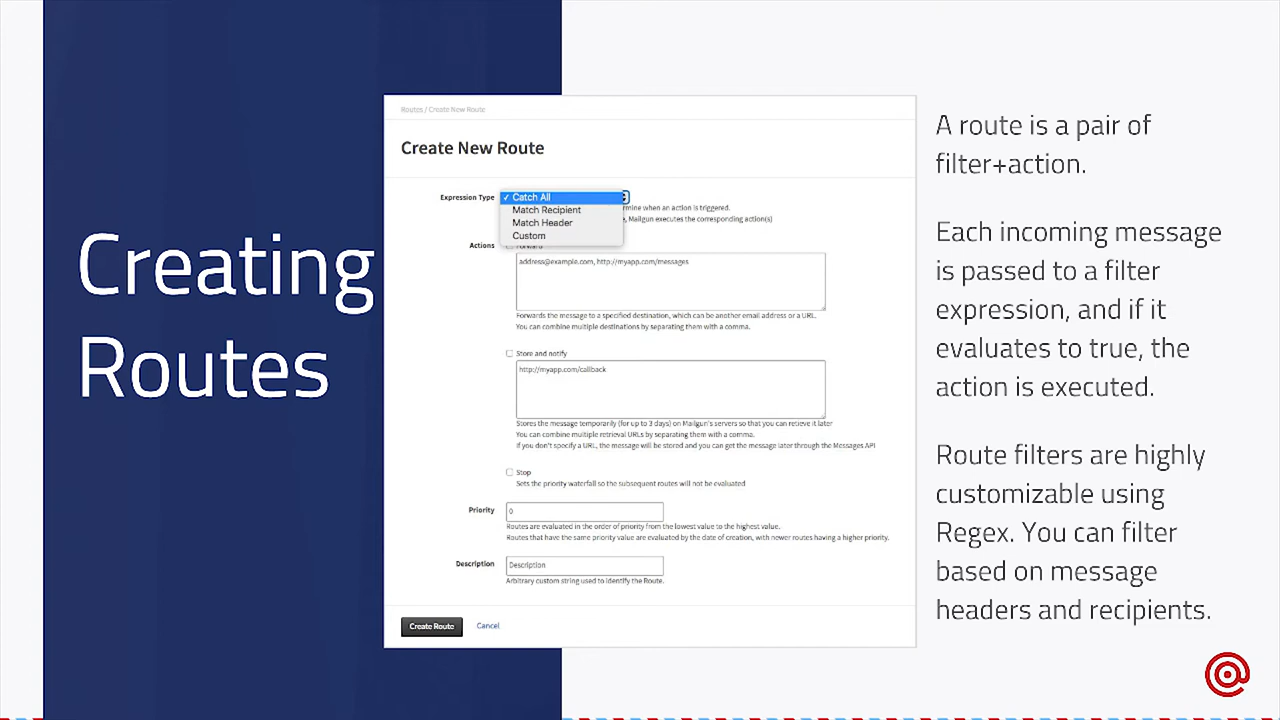 Creating
Routes
Routes / Create New Route
Create New Route
Expression Type
✓ Catch All
Match Recipient
Match Header
Custom
rmine when an action is triggered.
, Mailgun executes the corresponding action(s)
Actions
Forward
address@example.com, http://myapp.com/messages
Forwards the message to a specified destination, which can be another email address or a URL.
You can combine multiple destinations by separating them with a comma.
Store and notify
http://myapp.com/callback
Stores the message temporarily (for up to 3 days) on Mailgun's servers so that you can retieve it later
You can combine multiple retrieval URLs by separating them with a comma.
If you don't specify a URL, the message will be stored and you can get the message later through the Messages API
Stop
Sets the priority waterfall so the subsequent routes will not be evaluated
Priority
0
Routes are evaluated in the order of priority from the lowest value to the highest value.
Routes that have the same priority value are evaluated by the date of creation, with newer routes having a higher priority.
Description
Description
Arbitrary custom string used to identify the Route.
Create Route
Cancel
A route is a pair of
filter+action.
Each incoming message
is passed to a filter
expression, and if it
evaluates to true, the
action is executed.
Route filters are highly
customizable using
Regex. You can filter
based on message
headers and recipients.